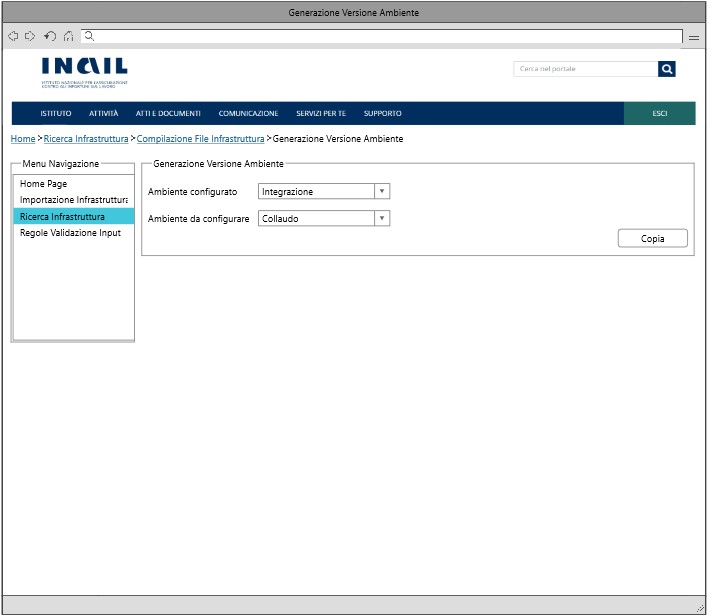 Generazione Versione Ambiente
INAIL
ISTITUTO NAZIONALE PER L'ASSICURAZIONE
CONTRO GLI INFORTUNI SUL LAVORO
Cerca nel portale
ISTITUTO ATTIVITÀ ATTI E DOCUMENTI COMUNICAZIONE SERVIZI PER TE SUPPORTO ESCI
Home > Ricerca Infrastruttura > Compilazione File Infrastruttura > Generazione Versione Ambiente
Menu Navigazione
Home Page
Importazione Infrastruttura
Ricerca Infrastruttura
Regole Validazione Input
Generazione Versione Ambiente
Ambiente configurato Integrazione
Ambiente da configurare Collaudo
Copia